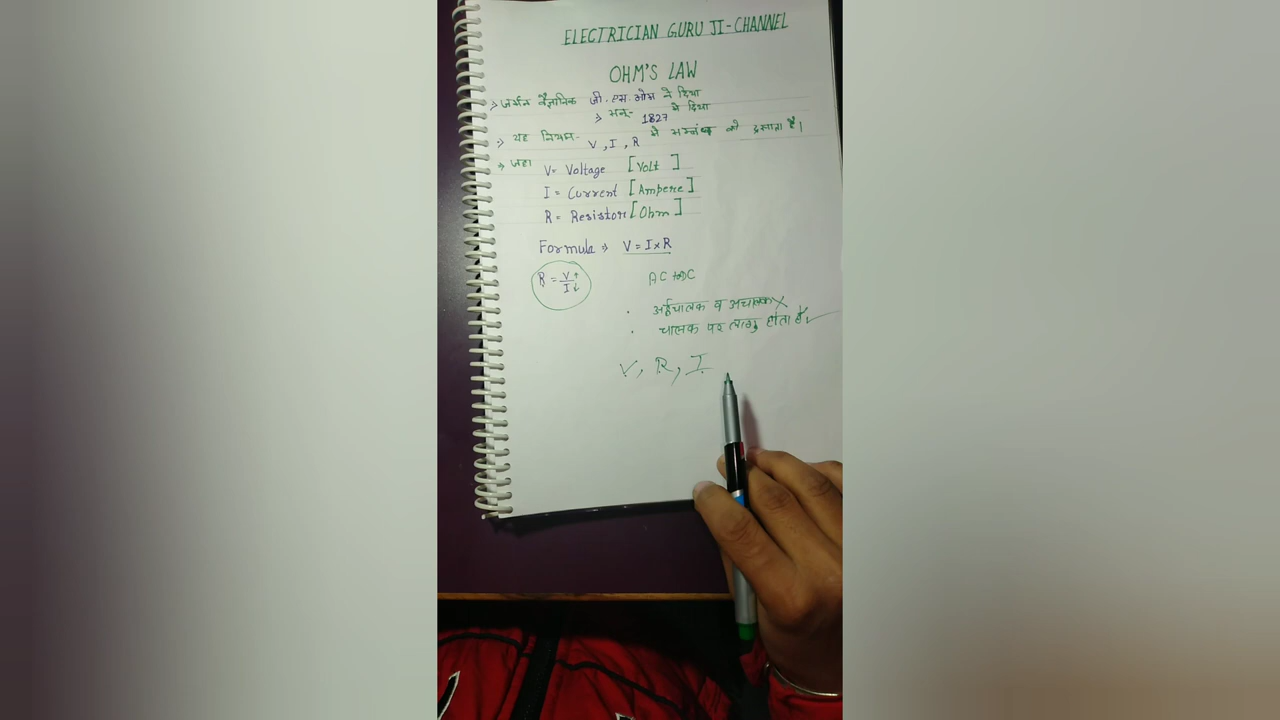 ELECTRICIAN GURU JI-CHANNEL
OHM'S LAW
→ जर्मन वैज्ञानिक जी. एस. ओम ने दिया
→ सन्- 1827 में दिया
→ यह नियम- V, I, R में सम्बंध को दर्शाता है।
→ जहा V= Voltage [Volt]
I = Current [Ampere]
R = Resistor [Ohm]
Formula → V = I×R
R = V↑/I↓
AC DC
• अर्द्धचालक व अचालक X
• चालक पर लागू होता है, ✓
V, R, I